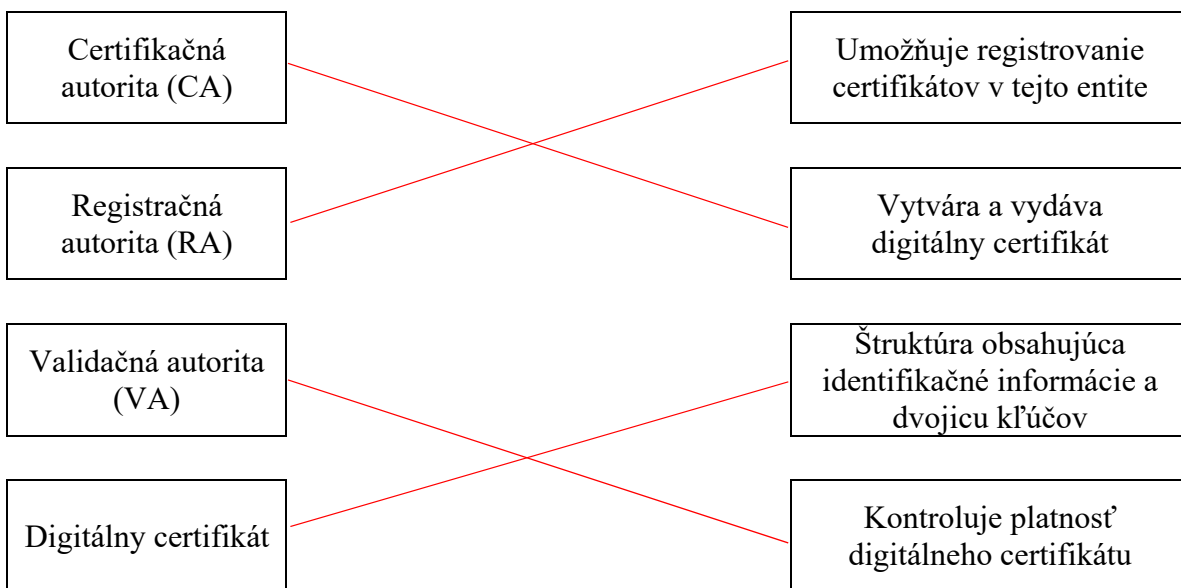 Certifikačná
autorita (CA)
Umožňuje registrovanie
certifikátov v tejto entite
Registračná
autorita (RA)
Vytvára a vydáva
digitálny certifikát
Validačná autorita
(VA)
Štruktúra obsahujúca
identifikačné informácie a
dvojicu kľúčov
Digitálny certifikát
Kontroluje platnosť
digitálneho certifikátu